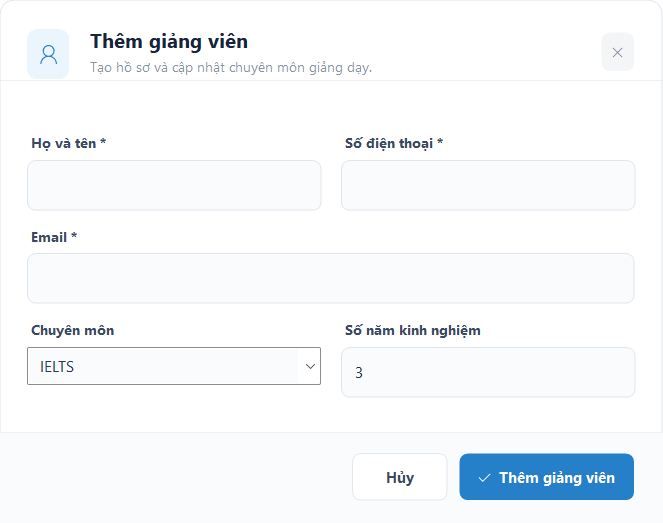 Thêm giảng viên
Tạo hồ sơ và cập nhật chuyên môn giảng dạy.
Họ và tên *
Số điện thoại *
Email *
Chuyên môn
Số năm kinh nghiệm
IELTS
3
Hủy
Thêm giảng viên